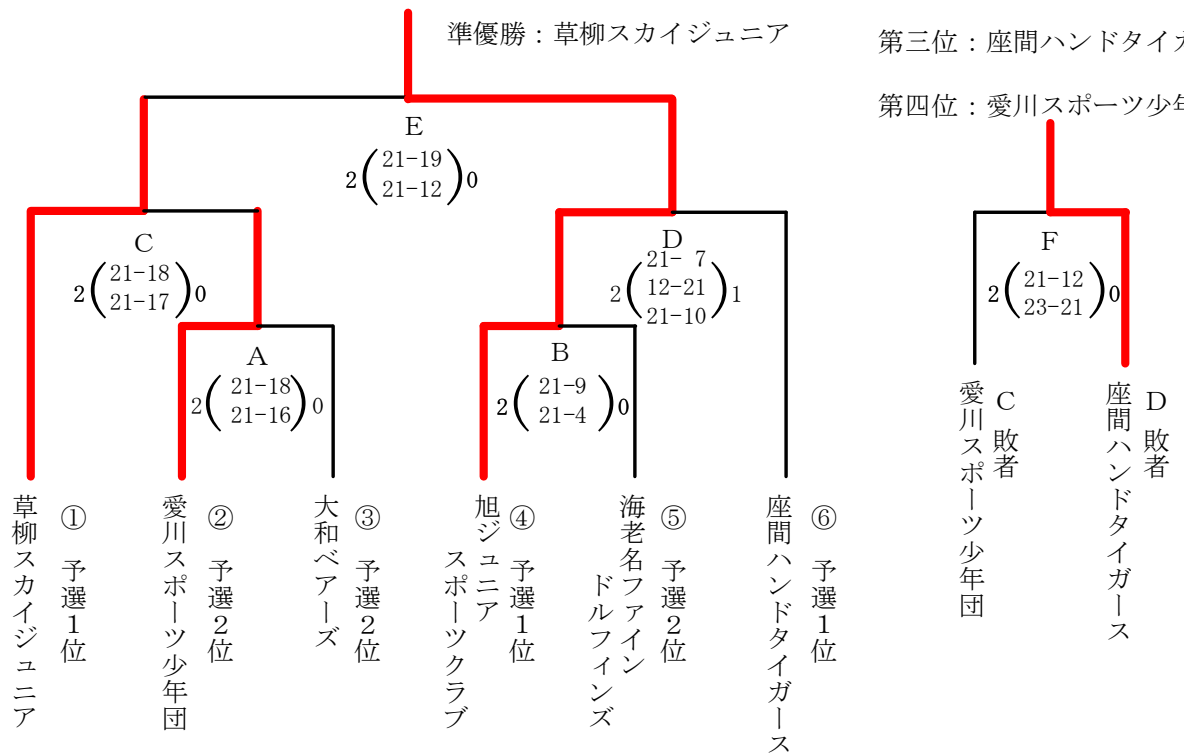 準優勝：草柳スカイジュニア
第三位：座間ハンドタイガ
第四位：愛川スポーツ少年
E
2(21-19 21-12)0
C
2(21-18 21-17)0
D
2(21- 7 12-21 21-10)1
F
2(21-12 23-21)0
A
2(21-18 21-16)0
B
2(21-9 21-4)0
C 敗者
愛川スポーツ少年団
D 敗者
座間ハンドタイガース
① 予選1位
草柳スカイジュニア
② 予選2位
愛川スポーツ少年団
③ 予選2位
大和ベアーズ
④ 予選1位
旭ジュニア
スポーツクラブ
⑤ 予選2位
海老名ファイン
ドルフィンズ
⑥ 予選1位
座間ハンドタイガース